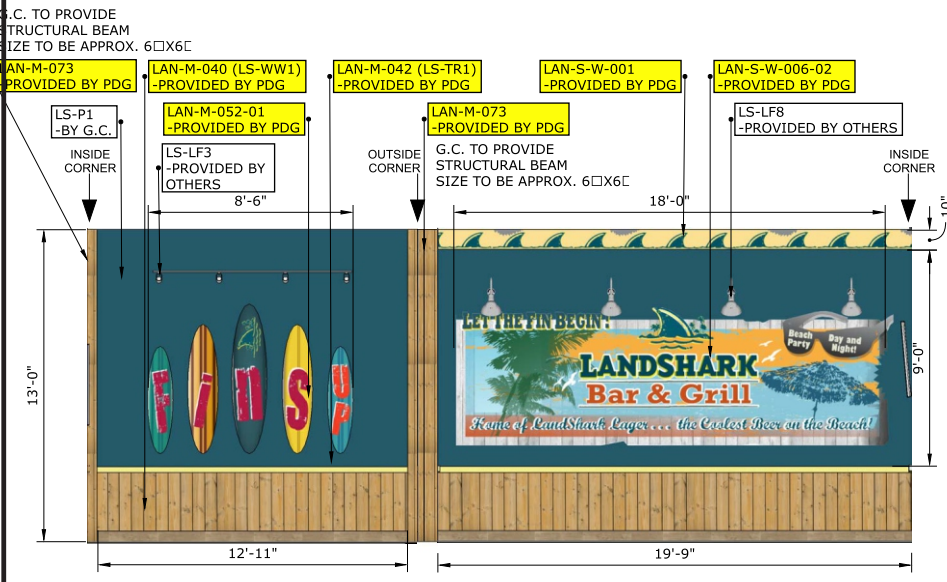 G.C. TO PROVIDE
STRUCTURAL BEAM
SIZE TO BE APPROX. 6□X6□
LAN-M-073
-PROVIDED BY PDG
LAN-M-040 (LS-WW1)
-PROVIDED BY PDG
LAN-M-042 (LS-TR1)
-PROVIDED BY PDG
LAN-S-W-001
-PROVIDED BY PDG
LAN-S-W-006-02
-PROVIDED BY PDG
LS-P1
-BY G.C.
LAN-M-052-01
-PROVIDED BY PDG
LAN-M-073
-PROVIDED BY PDG
LS-LF8
-PROVIDED BY OTHERS
INSIDE
CORNER
LS-LF3
-PROVIDED BY
OTHERS
OUTSIDE
CORNER
G.C. TO PROVIDE
STRUCTURAL BEAM
SIZE TO BE APPROX. 6□X6□
INSIDE
CORNER
8'-6"
18'-0"
10"
13'-0"
9'-0"
FINS
UP
LET THE FIN BEGIN!
Beach
Party
Day and
Night!
LANDSHARK
Bar & Grill
Home of LandShark Lager... the Coolest Beer on the Beach!
12'-11"
19'-9"